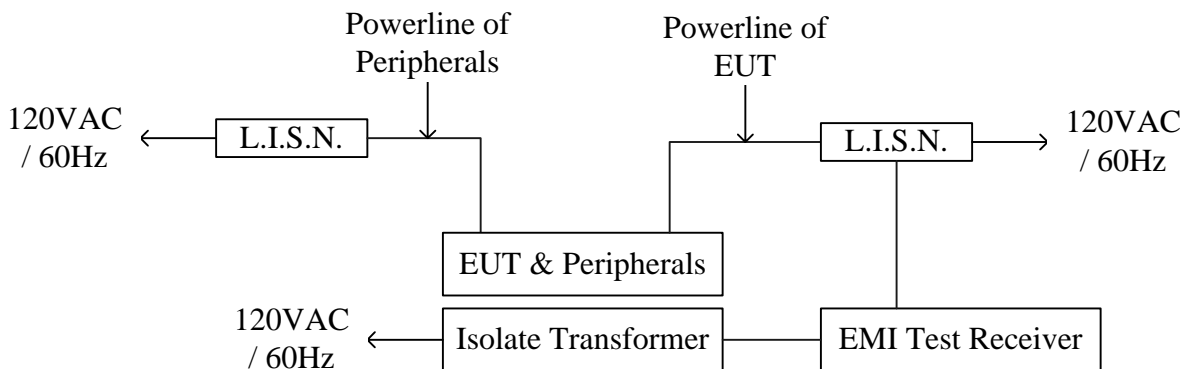 Powerline of
Peripherals
Powerline of
EUT
120VAC
/ 60Hz
L.I.S.N.
L.I.S.N.
120VAC
/ 60Hz
EUT & Peripherals
120VAC
/ 60Hz
Isolate Transformer
EMI Test Receiver